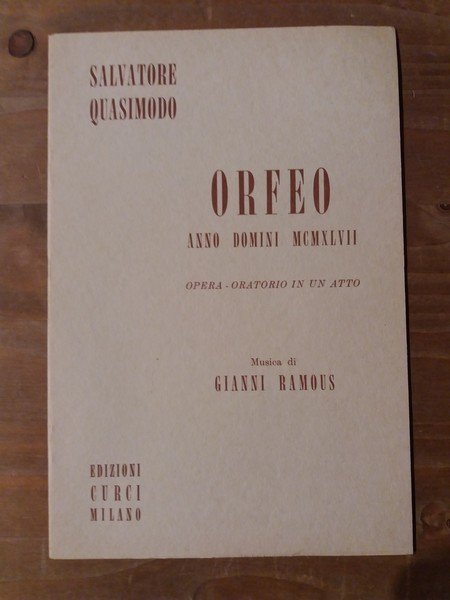 SALVATORE
QUASIMODO
ORFEO
ANNO DOMINI MCMXLVII
OPERA - ORATORIO IN UN ATTO
Musica di
GIANNI RAMOUS
EDIZIONI
CURCI
MILANO